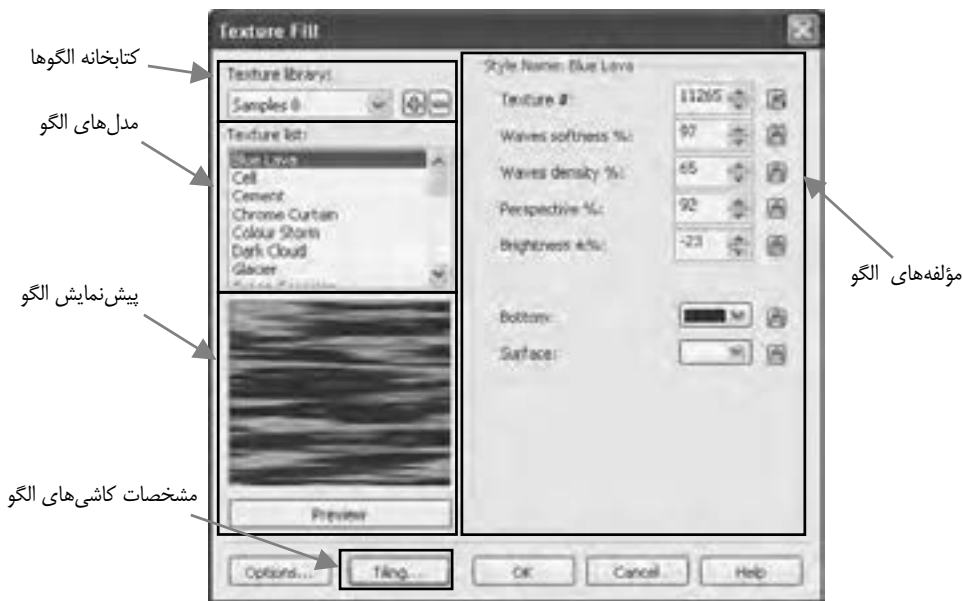 Texture Fill
کتابخانه الگوها
Texture library:
Samples 8
مدل‌های الگو
Texture list:
Blue Lava
Cell
Cement
Chrome Curtain
Colour Storm
Dark Cloud
Glacier
پیش‌نمایش الگو
Preview
مشخصات کاشی‌های الگو
Style Name: Blue Lava
Texture #: 11265
Waves softness %: 97
Waves density %: 65
Perspective %: 92
Brightness ±%: -23
Bottom:
Surface:
مؤلفه‌های الگو
Options...
Tiling...
OK
Cancel
Help